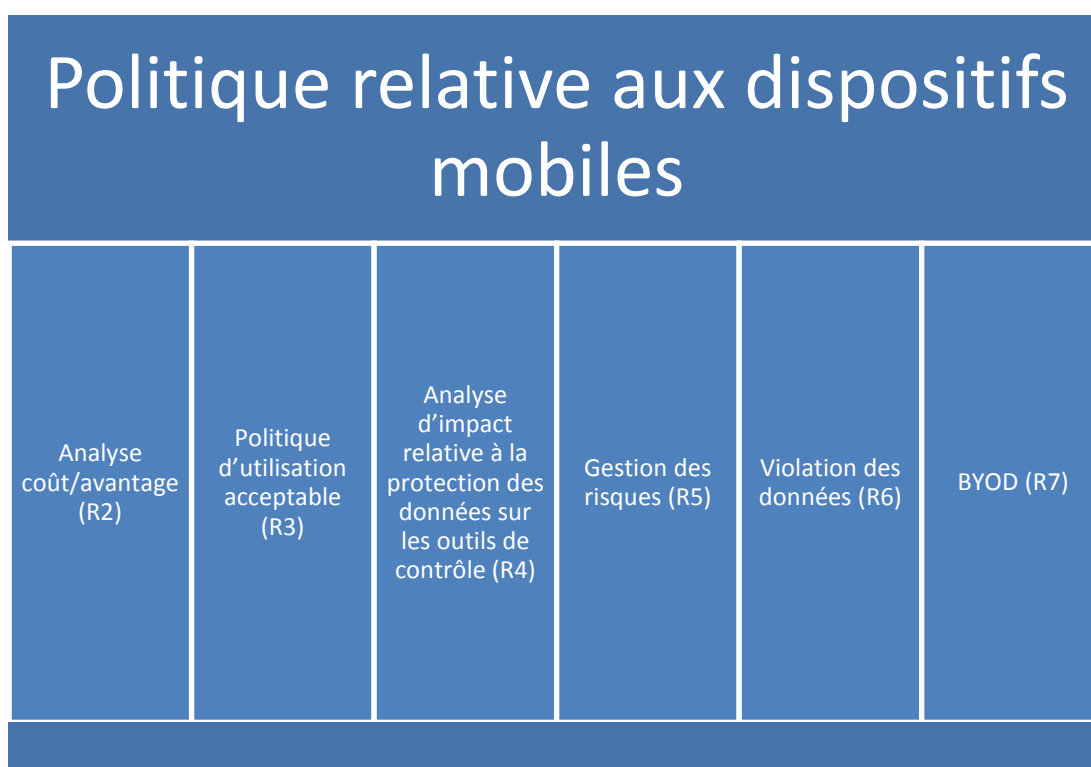 Politique relative aux dispositifs
mobiles
Analyse
coût/avantage
(R2)
Politique
d’utilisation
acceptable
(R3)
Analyse
d’impact
relative à la
protection des
données sur
les outils de
contrôle (R4)
Gestion des
risques (R5)
Violation des
données (R6)
BYOD (R7)